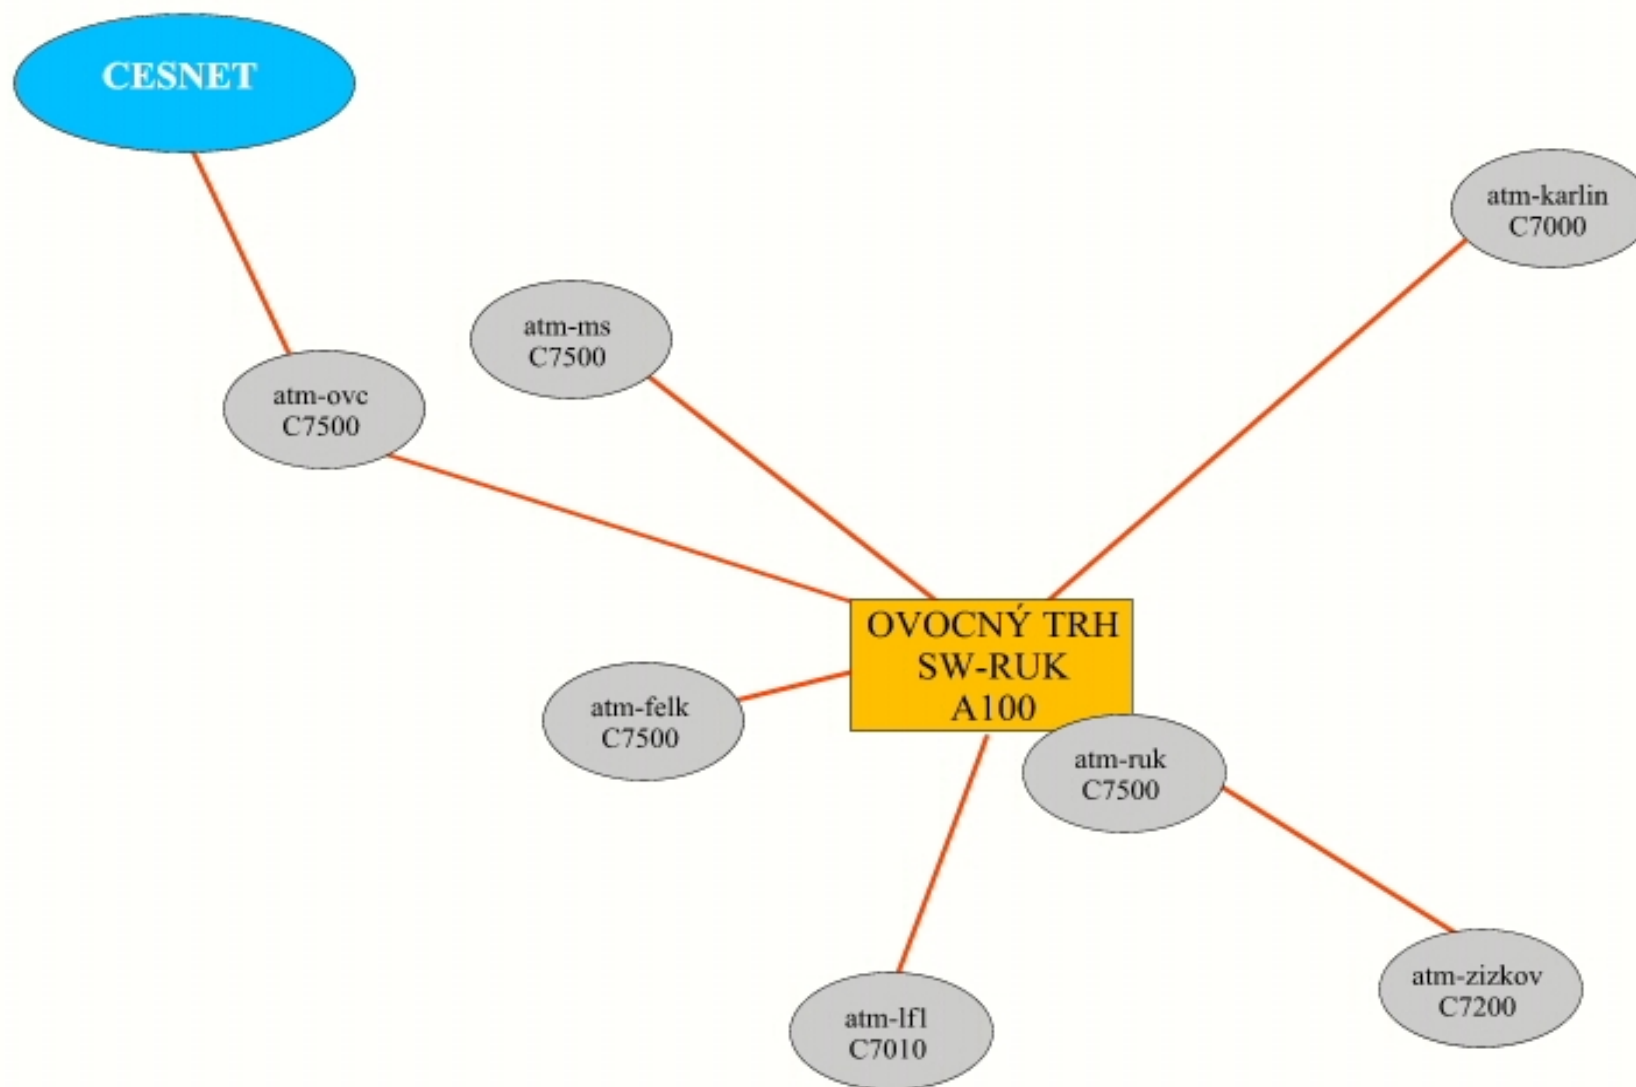 CESNET
atm-karlin
C7000
atm-ms
C7500
atm-ovc
C7500
OVOCNÝ TRH
SW-RUK
A100
atm-felk
C7500
atm-ruk
C7500
atm-zizkov
C7200
atm-lf1
C7010